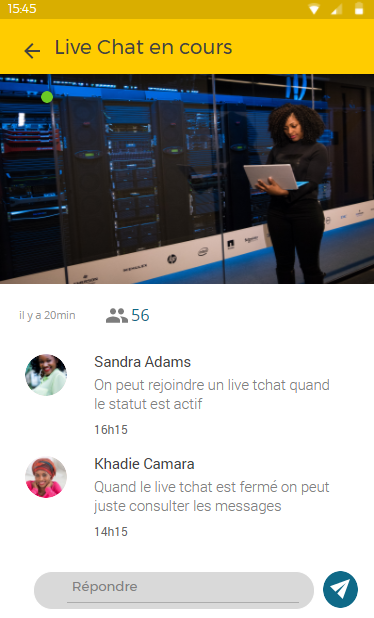 15:45
Live Chat en cours
hp
intel
il y a 20min
56
Sandra Adams
On peut rejoindre un live tchat quand
le statut est actif
16h15
Khadie Camara
Quand le live tchat est fermé on peut
juste consulter les messages
14h15
Répondre